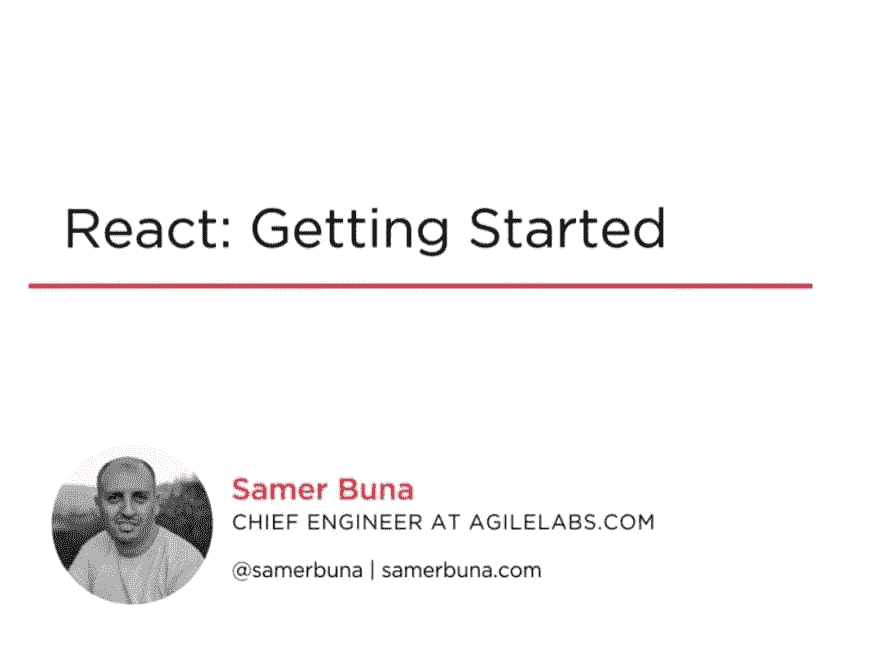 React: Getting Started
Samer Buna
CHIEF ENGINEER AT AGILELABS.COM
@samerbuna | samerbuna.com